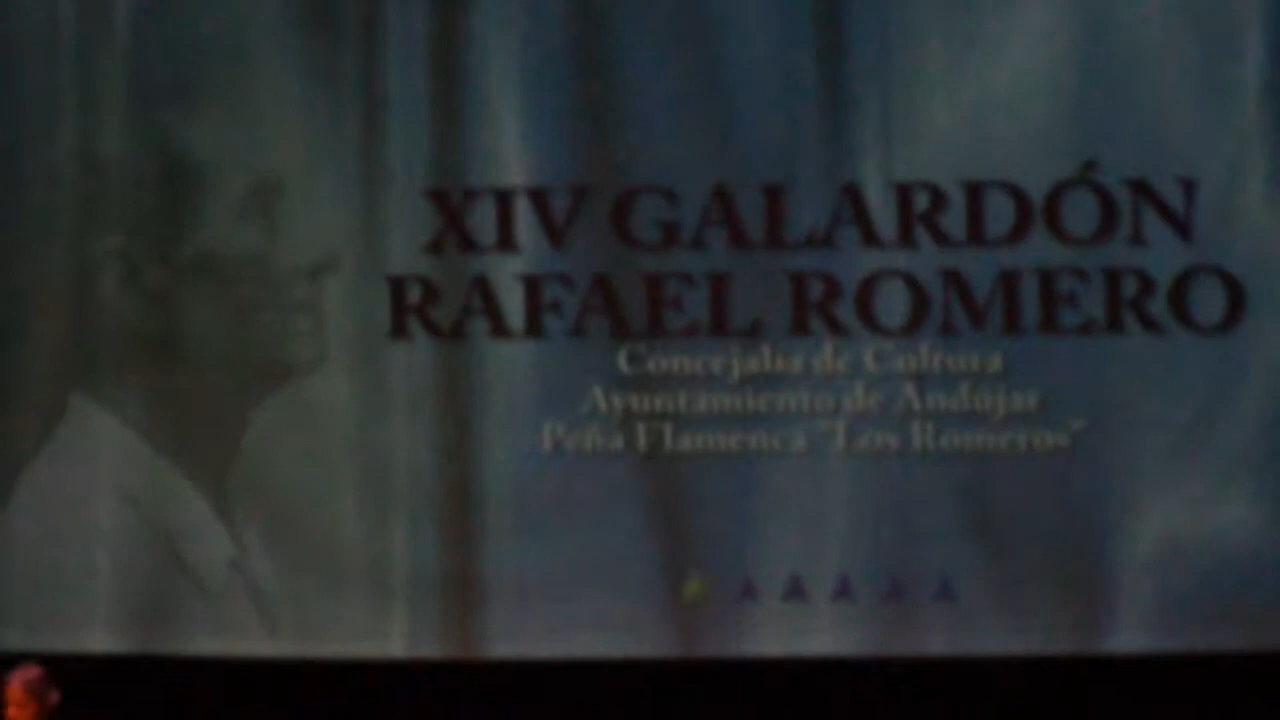 XIV GALARDÓN
RAFAEL ROMERO
Concejalía de Cultura
Ayuntamiento de Andújar
Peña Flamenca "Los Romeros"